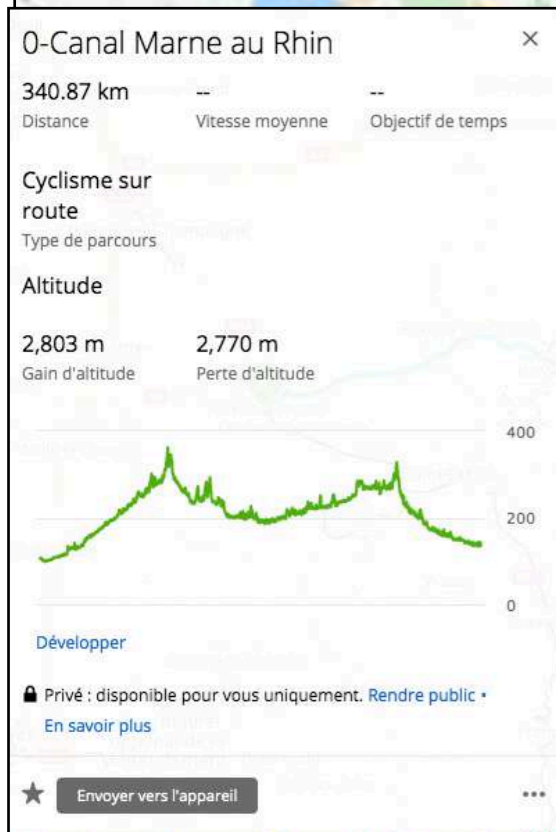 0-Canal Marne au Rhin ×
340.87 km -- --
Distance Vitesse moyenne Objectif de temps
Cyclisme sur
route
Type de parcours
Altitude
2,803 m 2,770 m
Gain d'altitude Perte d'altitude
400
200
0
Développer
Privé : disponible pour vous uniquement. Rendre public •
En savoir plus
Envoyer vers l'appareil